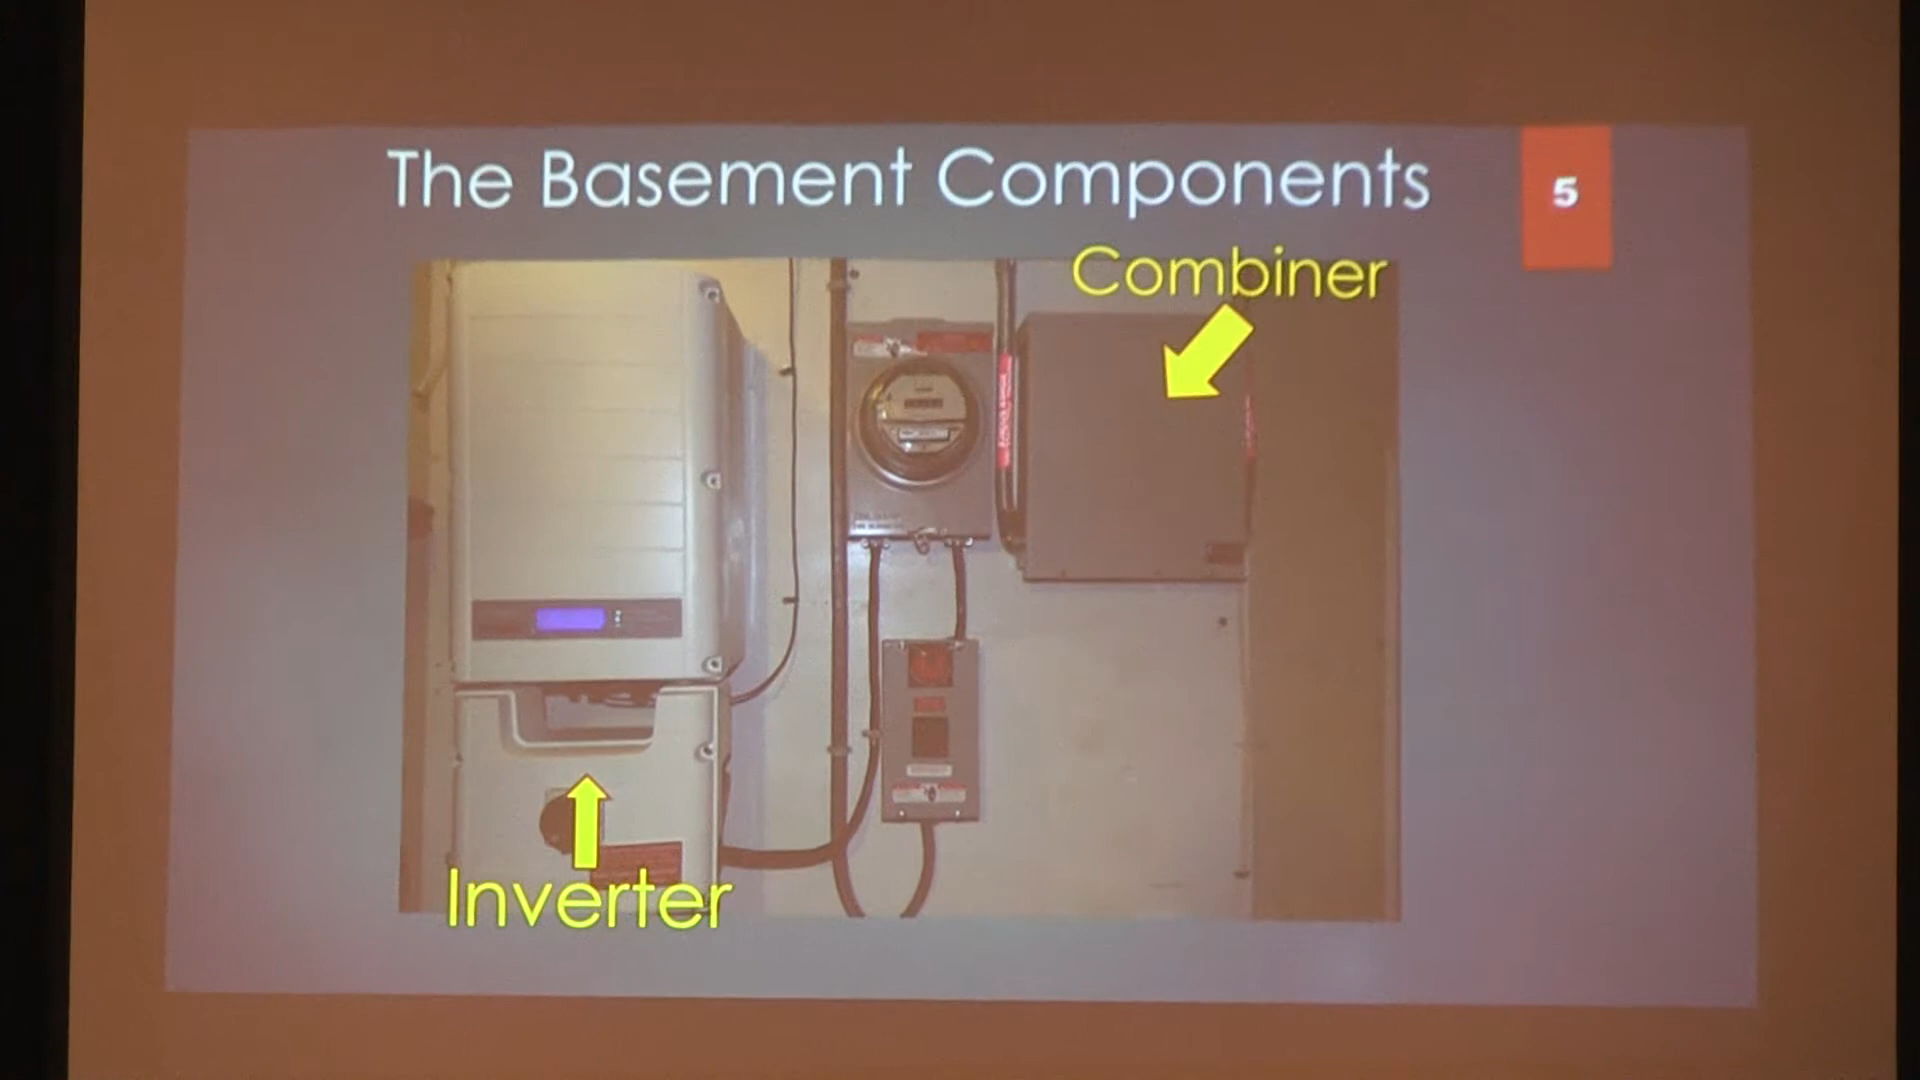 The Basement Components
5
Combiner
Inverter